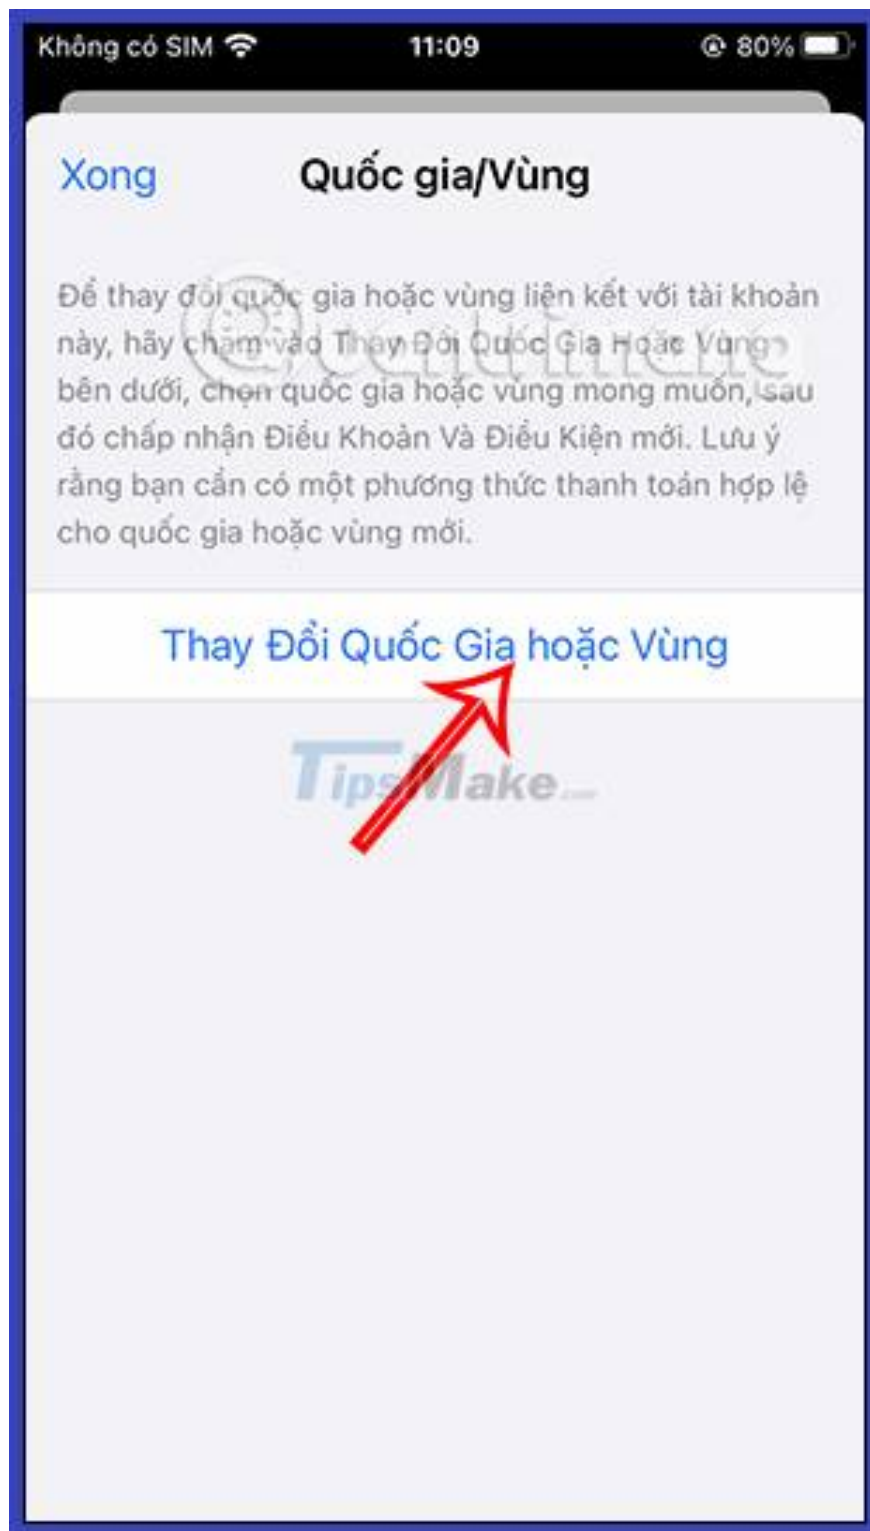 Không có SIM 11:09 80%
Xong Quốc gia/Vùng
Để thay đổi quốc gia hoặc vùng liên kết với tài khoản
này, hãy chạm vào Thay Đổi Quốc Gia Hoặc Vùng
bên dưới, chọn quốc gia hoặc vùng mong muốn, sau
đó chấp nhận Điều Khoản Và Điều Kiện mới. Lưu ý
rằng bạn cần có một phương thức thanh toán hợp lệ
cho quốc gia hoặc vùng mới.
Thay Đổi Quốc Gia hoặc Vùng
TipsMake.com